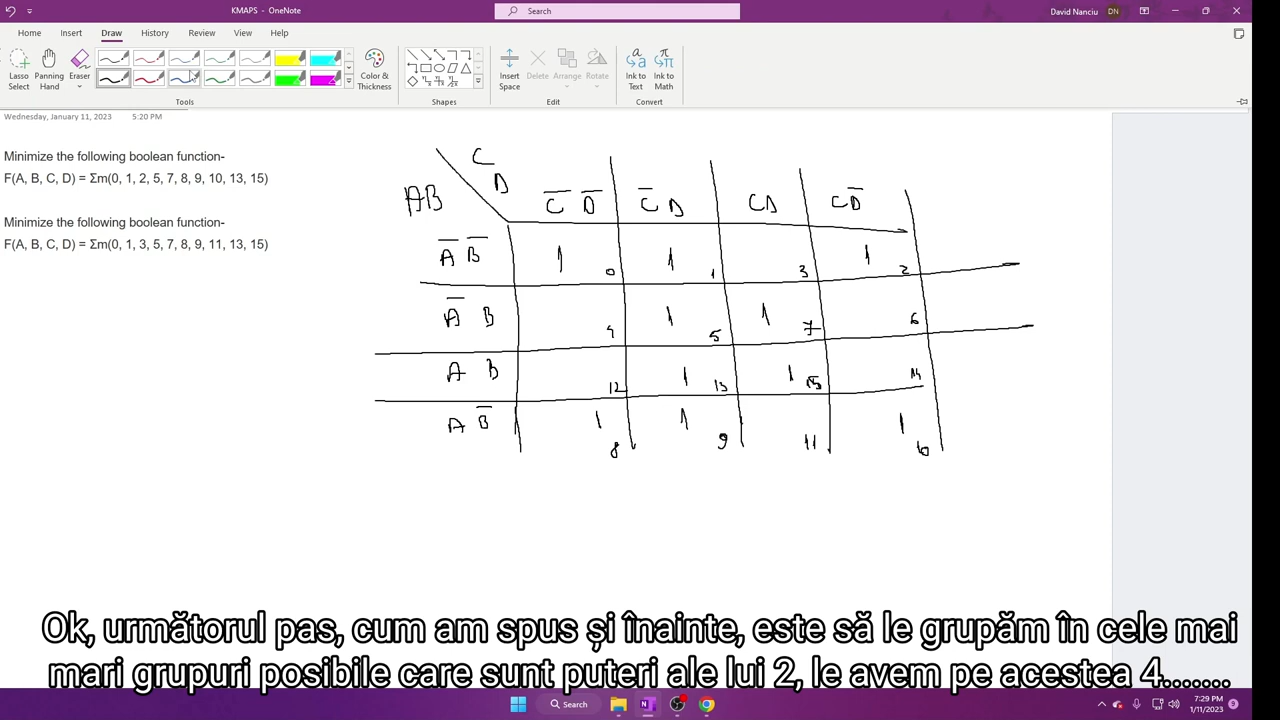 KMAPS - OneNote
Search
David Nanciu DN
Home Insert Draw History Review View Help
Lasso Select
Panning Hand
Eraser
Color & Thickness
Insert Space
Delete
Arrange
Rotate
Ink to Text
Ink to Math
Tools Shapes Edit Convert
Wednesday, January 11, 2023 5:20 PM
Minimize the following boolean function-
F(A, B, C, D) = Σm(0, 1, 2, 5, 7, 8, 9, 10, 13, 15)
Minimize the following boolean function-
F(A, B, C, D) = Σm(0, 1, 3, 5, 7, 8, 9, 11, 13, 15)
C
D
AB
C̅ D̅ C̅ D CD CD̅
A̅ B̅ 1 0 1 1 3 1 2
A̅ B 4 1 5 1 7 6
A B 12 1 13 1 15 14
A B̅ 1 8 1 9 11 1 10
Ok, următorul pas, cum am spus și înainte, este să le grupăm în cele mai
mari grupuri posibile care sunt puteri ale lui 2, le avem pe acestea 4.......
Search
7:29 PM
1/11/2023